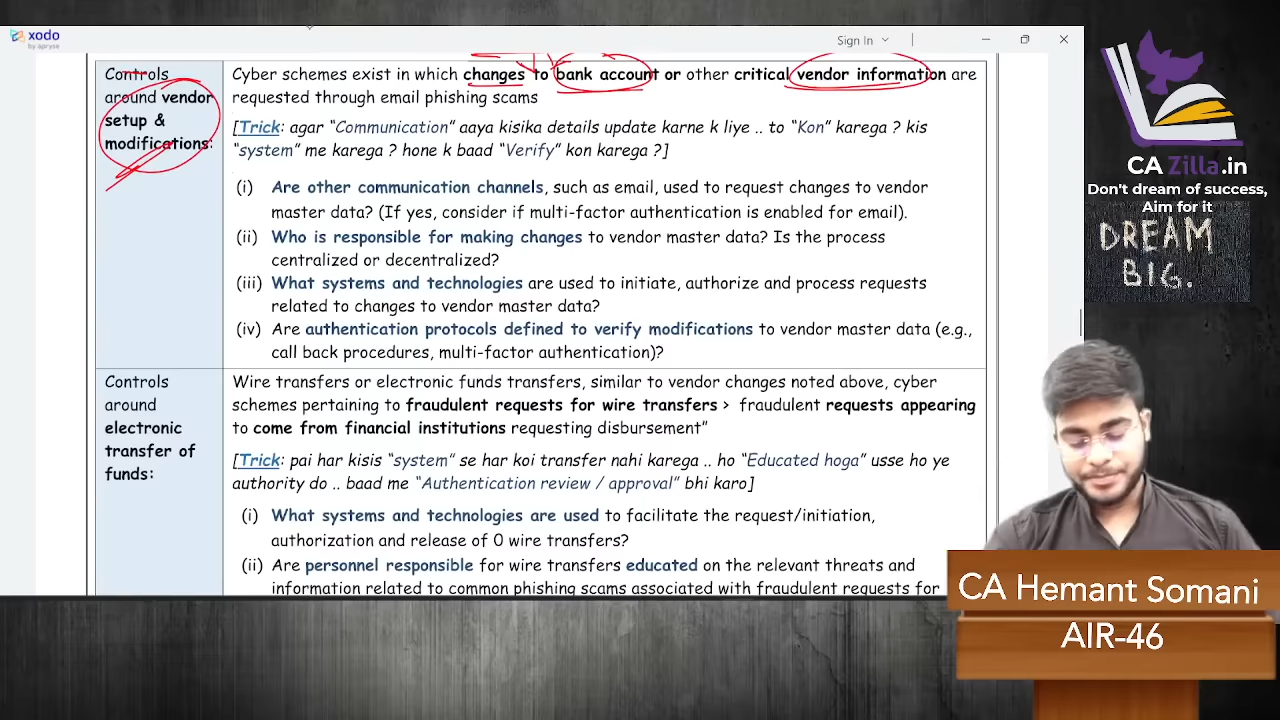 xodo
by apryse
Sign In
Controls
around vendor
setup &
modifications:
Cyber schemes exist in which changes to bank account or other critical vendor information are
requested through email phishing scams
[Trick: agar “Communication” aaya kisika details update karne k liye .. to “Kon” karega ? kis
“system” me karega ? hone k baad “Verify” kon karega ?]
(i) Are other communication channels, such as email, used to request changes to vendor
master data? (If yes, consider if multi-factor authentication is enabled for email).
(ii) Who is responsible for making changes to vendor master data? Is the process
centralized or decentralized?
(iii) What systems and technologies are used to initiate, authorize and process requests
related to changes to vendor master data?
(iv) Are authentication protocols defined to verify modifications to vendor master data (e.g.,
call back procedures, multi-factor authentication)?
Controls
around
electronic
transfer of
funds:
Wire transfers or electronic funds transfers, similar to vendor changes noted above, cyber
schemes pertaining to fraudulent requests for wire transfers > fraudulent requests appearing
to come from financial institutions requesting disbursement”
[Trick: pai har kisis “system” se har koi transfer nahi karega .. ho “Educated hoga” usse ho ye
authority do .. baad me “Authentication review / approval” bhi karo]
(i) What systems and technologies are used to facilitate the request/initiation,
authorization and release of 0 wire transfers?
(ii) Are personnel responsible for wire transfers educated on the relevant threats and
information related to common phishing scams associated with fraudulent requests for
CA Zilla.in
Don't dream of success,
Aim for it
DREAM
BIG.
CA Hemant Somani
AIR-46